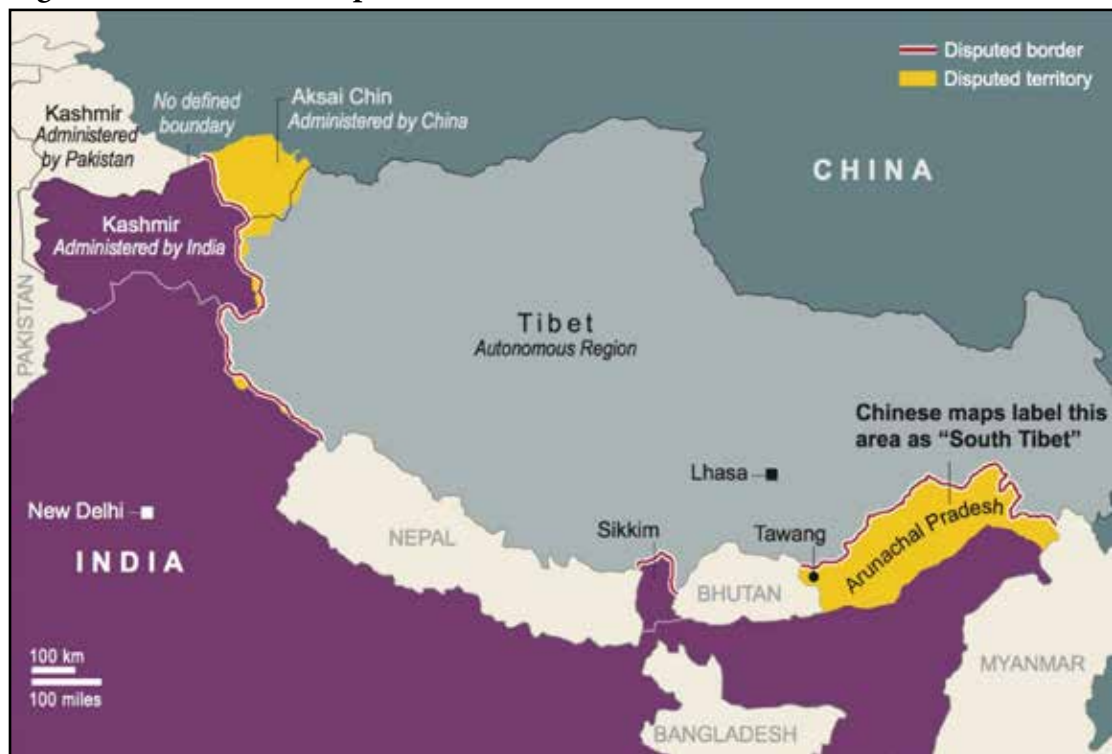 Disputed border
Disputed territory
No defined
boundary
Aksai Chin
Administered by China
Kashmir
Administered
by Pakistan
CHINA
Kashmir
Administered by India
PAKISTAN
Tibet
Autonomous Region
Chinese maps label this
area as “South Tibet”
Lhasa
New Delhi
NEPAL
Sikkim
Tawang
Arunachal Pradesh
INDIA
BHUTAN
100 km
100 miles
MYANMAR
BANGLADESH